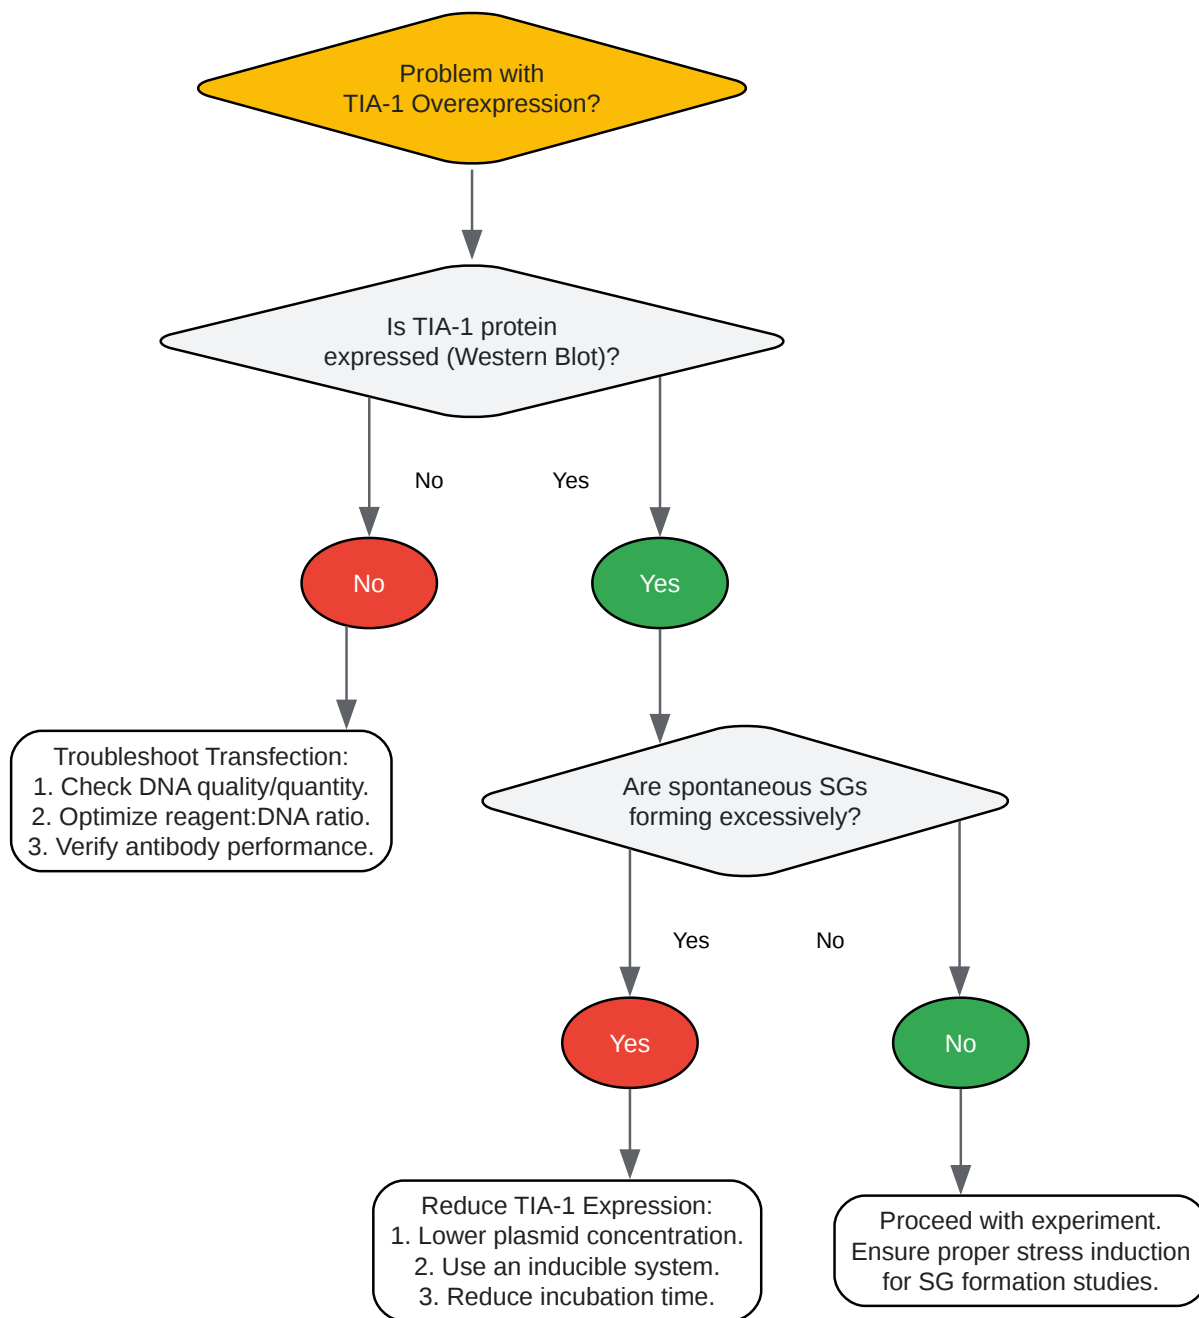 Problem with
TIA-1 Overexpression?
Is TIA-1 protein
expressed (Western Blot)?
No
Yes
No
Yes
Troubleshoot Transfection:
1. Check DNA quality/quantity.
2. Optimize reagent:DNA ratio.
3. Verify antibody performance.
Are spontaneous SGs
forming excessively?
Yes
No
Yes
No
Reduce TIA-1 Expression:
1. Lower plasmid concentration.
2. Use an inducible system.
3. Reduce incubation time.
Proceed with experiment.
Ensure proper stress induction
for SG formation studies.